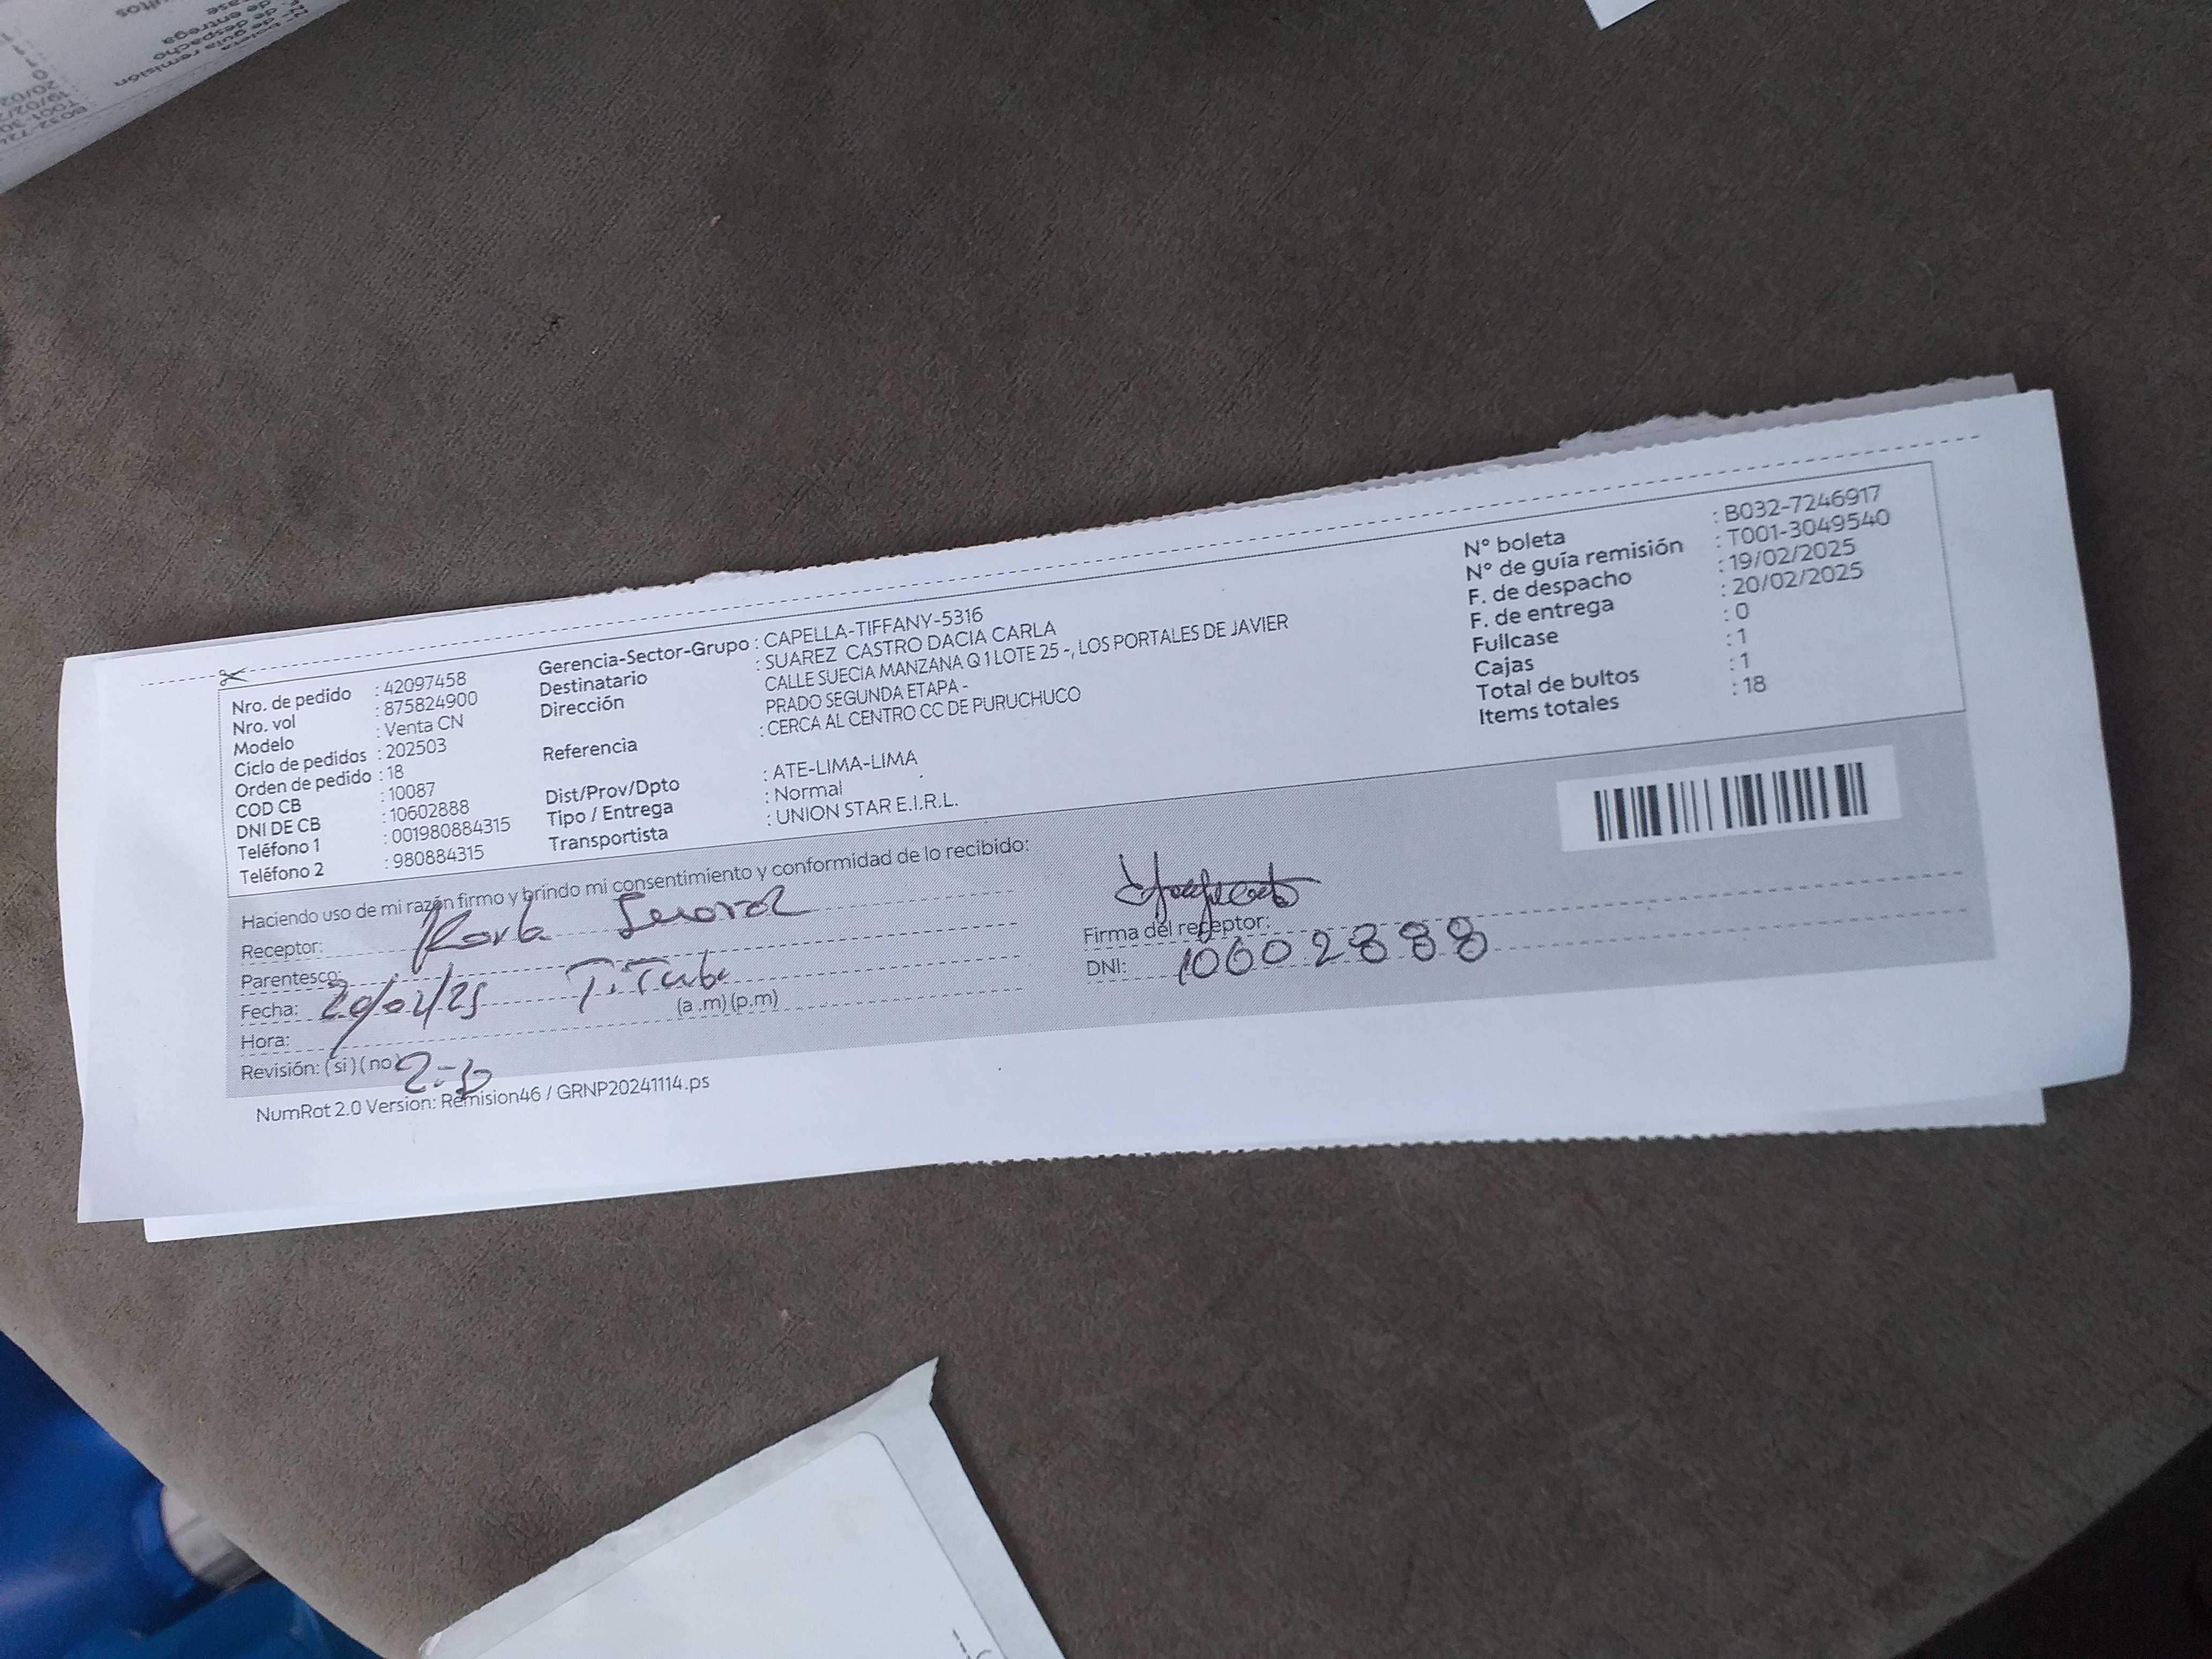 Nro. de pedido : 42097458
Nro. vol : 875824900
Modelo : Venta CN
Ciclo de pedidos : 202503
Orden de pedido : 18
COD CB : 10087
DNI DE CB : 10602888
Teléfono 1 : 001980884315
Teléfono 2 : 980884315
Gerencia-Sector-Grupo : CAPELLA-TIFFANY-5316
Destinatario : SUAREZ CASTRO DACIA CARLA
Dirección CALLE SUECIA MANZANA Q 1 LOTE 25 -, LOS PORTALES DE JAVIER
PRADO SEGUNDA ETAPA -
Referencia : CERCA AL CENTRO CC DE PURUCHUCO
Dist/Prov/Dpto : ATE-LIMA-LIMA
Tipo / Entrega : Normal
Transportista : UNION STAR E.I.R.L.
N° boleta : B032-7246917
N° de guía remisión : T001-3049540
F. de despacho : 19/02/2025
F. de entrega : 20/02/2025
Fullcase : 0
Cajas : 1
Total de bultos : 1
Items totales : 18
Haciendo uso de mi razón firmo y brindo mi consentimiento y conformidad de lo recibido:
Receptor:
Parentesco:
Fecha: 20/02/25
Hora: (a .m) (p.m)
Revisión: (si) (no)
Firma del receptor:
DNI: 10602888
NumRot 2.0 Version: Remision46 / GRNP20241114.ps